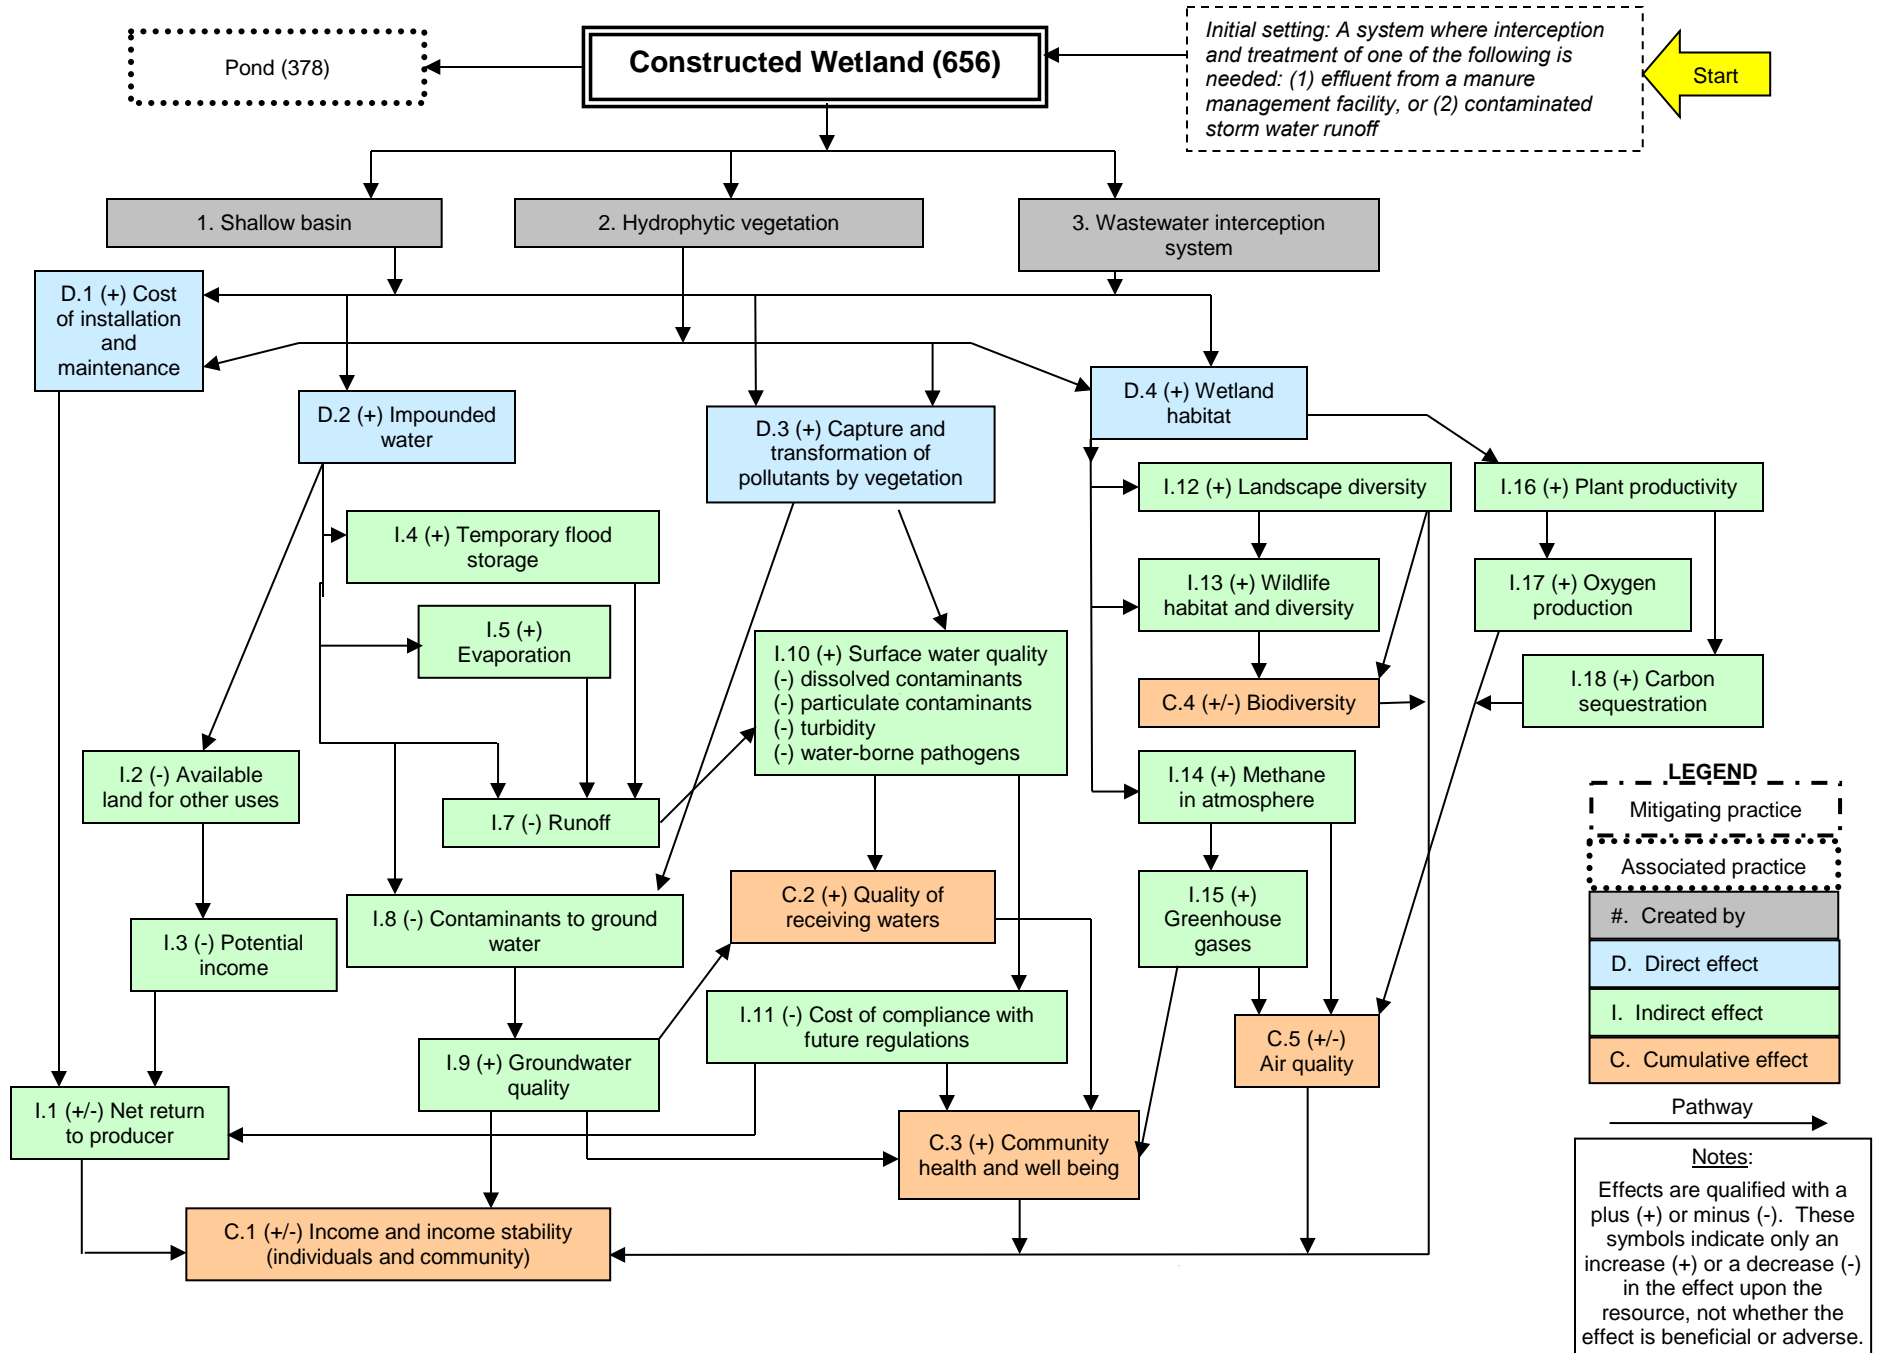 Pond (378)
Constructed Wetland (656)
Initial setting: A system where interception
and treatment of one of the following is
needed: (1) effluent from a manure
management facility, or (2) contaminated
storm water runoff
Start
1. Shallow basin
2. Hydrophytic vegetation
3. Wastewater interception
system
D.1 (+) Cost
of installation
and
maintenance
D.2 (+) Impounded
water
D.3 (+) Capture and
transformation of
pollutants by vegetation
D.4 (+) Wetland
habitat
I.12 (+) Landscape diversity
I.16 (+) Plant productivity
I.4 (+) Temporary flood
storage
I.13 (+) Wildlife
habitat and diversity
I.17 (+) Oxygen
production
I.5 (+)
Evaporation
I.10 (+) Surface water quality
(-) dissolved contaminants
(-) particulate contaminants
(-) turbidity
(-) water-borne pathogens
C.4 (+/-) Biodiversity
I.18 (+) Carbon
sequestration
I.2 (-) Available
land for other uses
I.7 (-) Runoff
I.14 (+) Methane
in atmosphere
I.3 (-) Potential
income
I.8 (-) Contaminants to ground
water
C.2 (+) Quality of
receiving waters
I.15 (+)
Greenhouse
gases
I.9 (+) Groundwater
quality
I.11 (-) Cost of compliance with
future regulations
C.5 (+/-)
Air quality
I.1 (+/-) Net return
to producer
C.3 (+) Community
health and well being
C.1 (+/-) Income and income stability
(individuals and community)
LEGEND
Mitigating practice
Associated practice
#. Created by
D. Direct effect
I. Indirect effect
C. Cumulative effect
Pathway
Notes:
Effects are qualified with a
plus (+) or minus (-). These
symbols indicate only an
increase (+) or a decrease (-)
in the effect upon the
resource, not whether the
effect is beneficial or adverse.